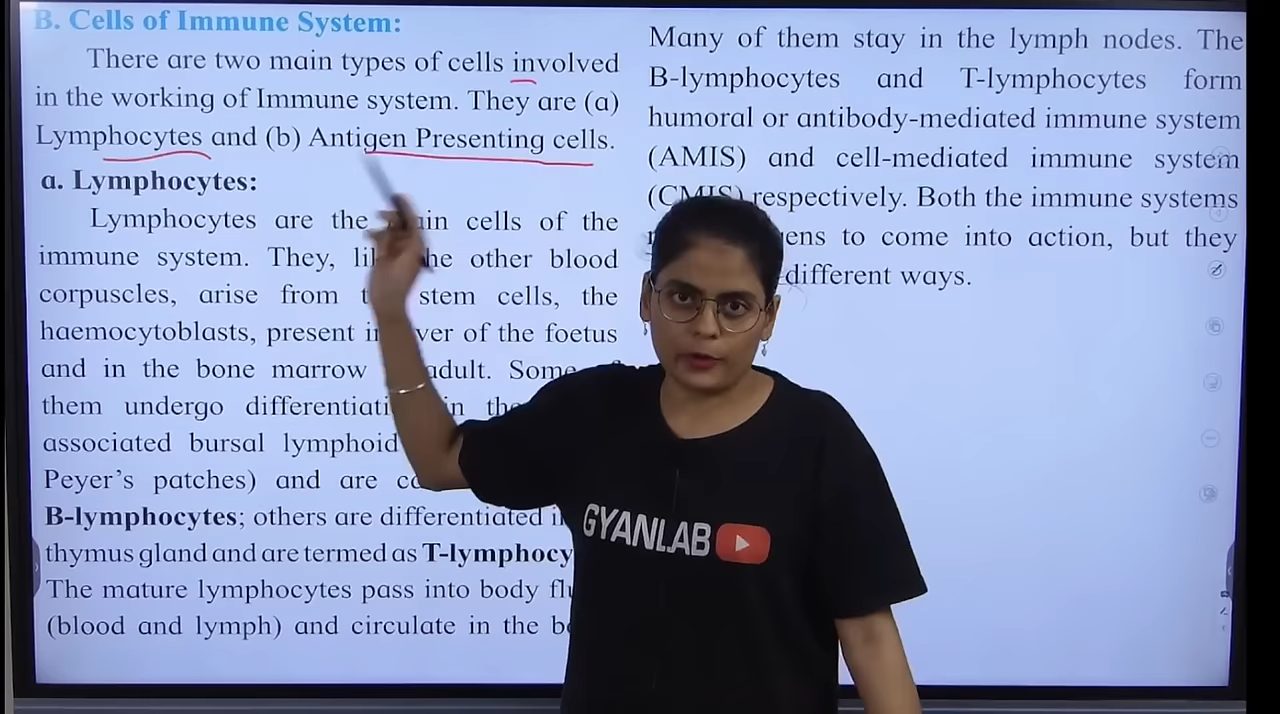 B. Cells of Immune System:
There are two main types of cells involved
in the working of Immune system. They are (a)
Lymphocytes and (b) Antigen Presenting cells.
a. Lymphocytes:
Lymphocytes are the cells of the
immune system. They, other blood
corpuscles, arise from stem cells, the
haemocytoblasts, present of the foetus
and in the bone marrow adult. Some
them undergo in
associated bursal lymphoid
Peyer's patches) and are
B-lymphocytes; others are differentiated
thymus gland and are termed as
The mature lymphocytes pass into body
(blood and lymph) and circulate in the
Many of them stay in the lymph nodes. The
B-lymphocytes and T-lymphocytes form
humoral or antibody-mediated immune system
(AMIS) and cell-mediated immune system
(CMIS) respectively. Both the immune systems
to come into action, but they
different ways.
GYANLAB